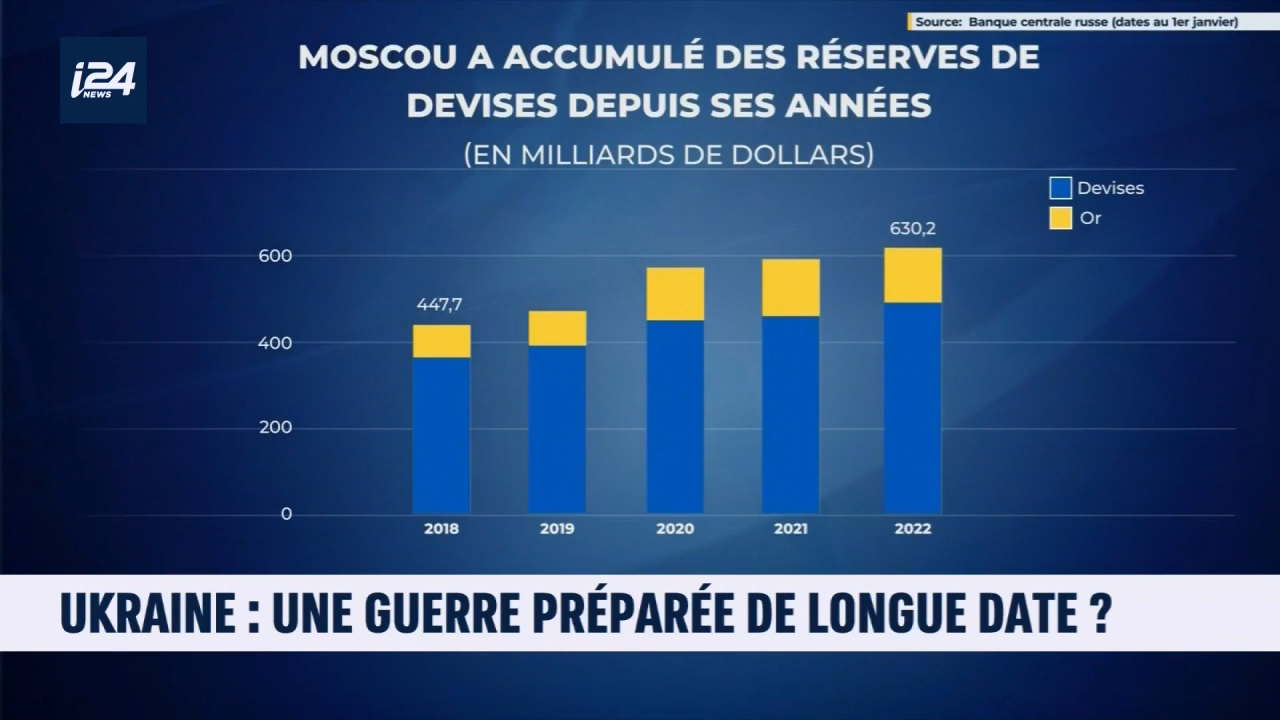 Source: Banque centrale russe (dates au 1er janvier)
i24
NEWS
MOSCOU A ACCUMULÉ DES RÉSERVES DE
DEVISES DEPUIS SES ANNÉES
(EN MILLIARDS DE DOLLARS)
Devises
Or
630,2
600
447,7
400
200
0
2018 2019 2020 2021 2022
UKRAINE : UNE GUERRE PRÉPARÉE DE LONGUE DATE ?